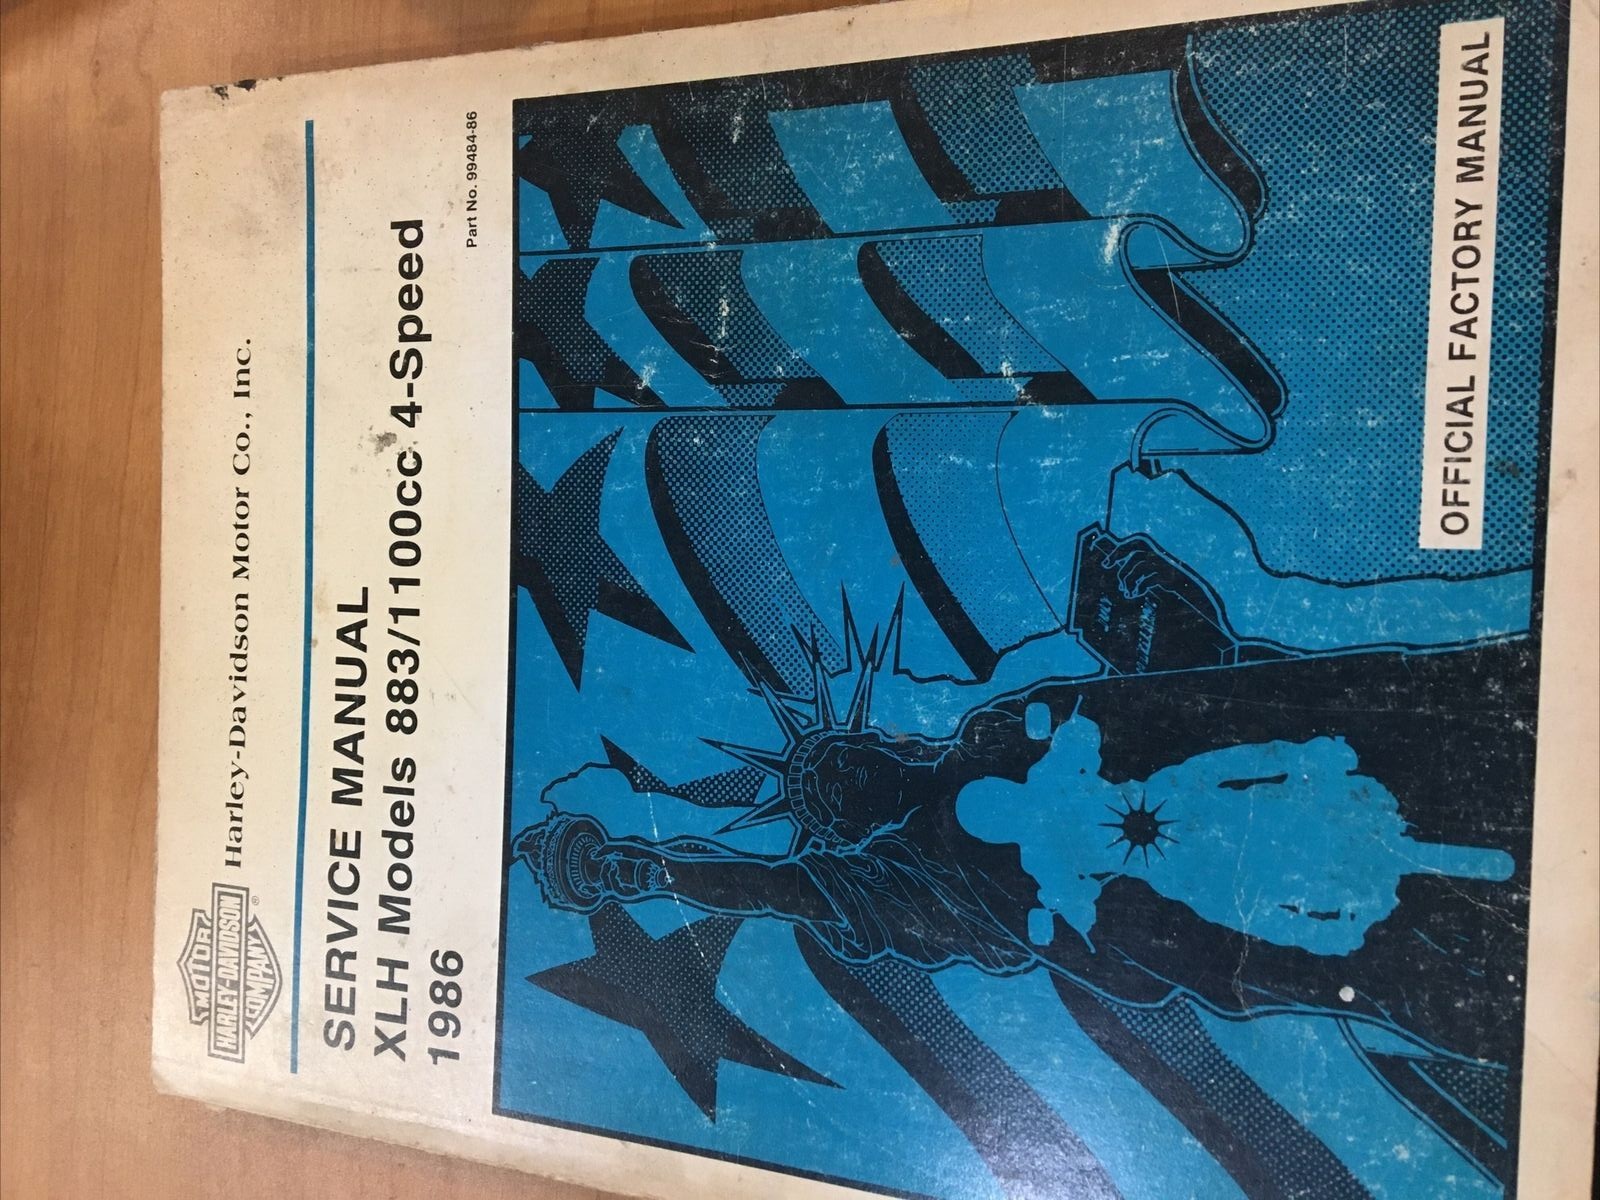 MOTOR
HARLEY-DAVIDSON
COMPANY
®
Harley-Davidson Motor Co., Inc.
SERVICE MANUAL
XLH Models 883/1100cc 4-Speed
1986
Part No. 99484-86
OFFICIAL FACTORY MANUAL